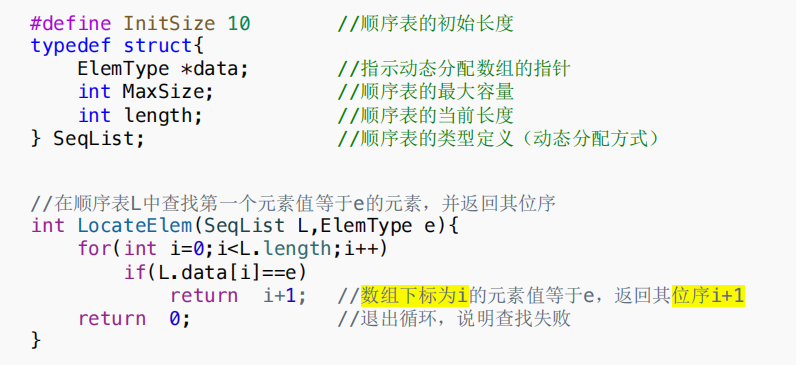 #define InitSize 10 //顺序表的初始长度
typedef struct{
ElemType *data; //指示动态分配数组的指针
int MaxSize; //顺序表的最大容量
int length; //顺序表的当前长度
} SeqList; //顺序表的类型定义（动态分配方式）
//在顺序表L中查找第一个元素值等于e的元素，并返回其位序
int LocateElem(SeqList L,ElemType e){
for(int i=0;i<L.length;i++)
if(L.data[i]==e)
return i+1; //数组下标为i的元素值等于e，返回其位序i+1
return 0; //退出循环，说明查找失败
}